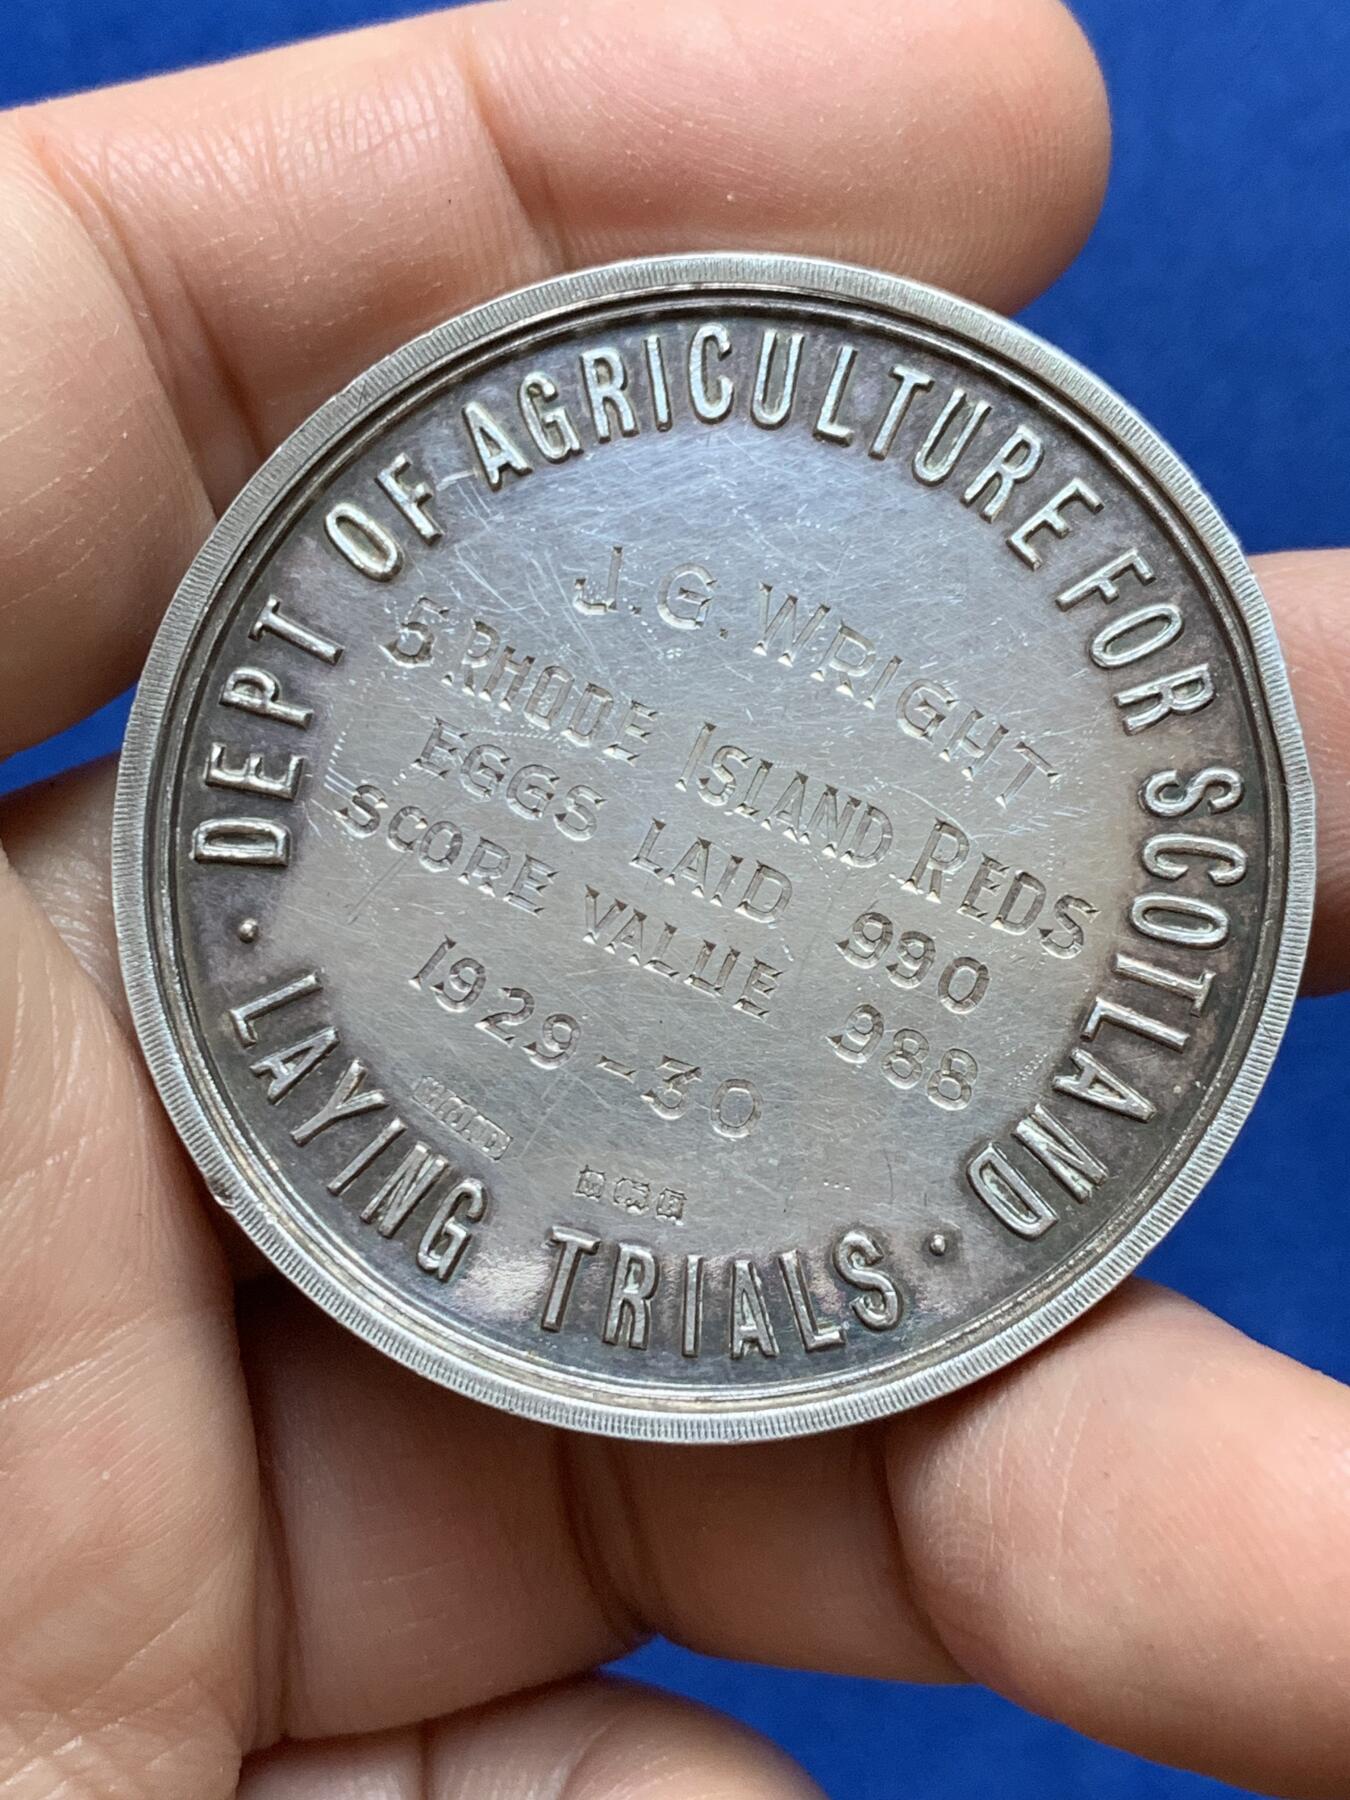 · DEPT OF AGRICULTURE FOR SCOTLAND ·
J. G. WRIGHT
5 RHODE ISLAND REDS
EGGS LAID 990
SCORE VALUE 988
1929-30
LAYING TRIALS